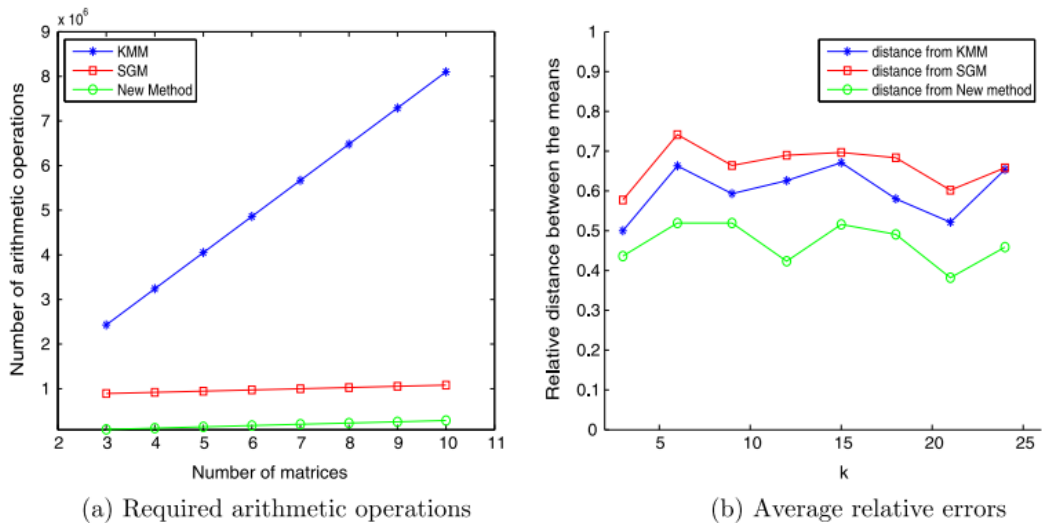 x 10^6
9
8
7
6
5
4
3
2
1
KMM
SGM
New Method
Number of arithmetic operations
2 3 4 5 6 7 8 9 10 11
Number of matrices
(a) Required arithmetic operations
1
0.9
0.8
0.7
0.6
0.5
0.4
0.3
0.2
0.1
0
distance from KMM
distance from SGM
distance from New method
Relative distance between the means
5 10 15 20 25
k
(b) Average relative errors